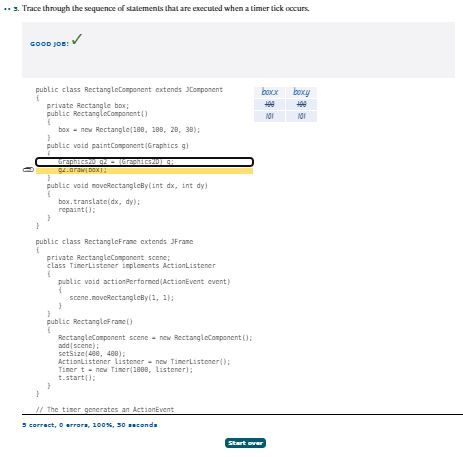 •• 3. Trace through the sequence of statements that are executed when a timer tick occurs.
GOOD JOB!
public class RectangleComponent extends JComponent
{
private Rectangle box;
public RectangleComponent()
{
box = new Rectangle(100, 100, 20, 30);
}
public void paintComponent(Graphics g)
{
Graphics2D g2 = (Graphics2D) g;
g2.draw(box);
}
public void moveRectangleBy(int dx, int dy)
{
box.translate(dx, dy);
repaint();
}
}
box.x box.y
100 100
101 101
public class RectangleFrame extends JFrame
{
private RectangleComponent scene;
class TimerListener implements ActionListener
{
public void actionPerformed(ActionEvent event)
{
scene.moveRectangleBy(1, 1);
}
}
public RectangleFrame()
{
RectangleComponent scene = new RectangleComponent();
add(scene);
setSize(400, 400);
ActionListener listener = new TimerListener();
Timer t = new Timer(1000, listener);
t.start();
}
}
// The timer generates an ActionEvent
5 correct, 0 errors, 100%, 30 seconds
Start over